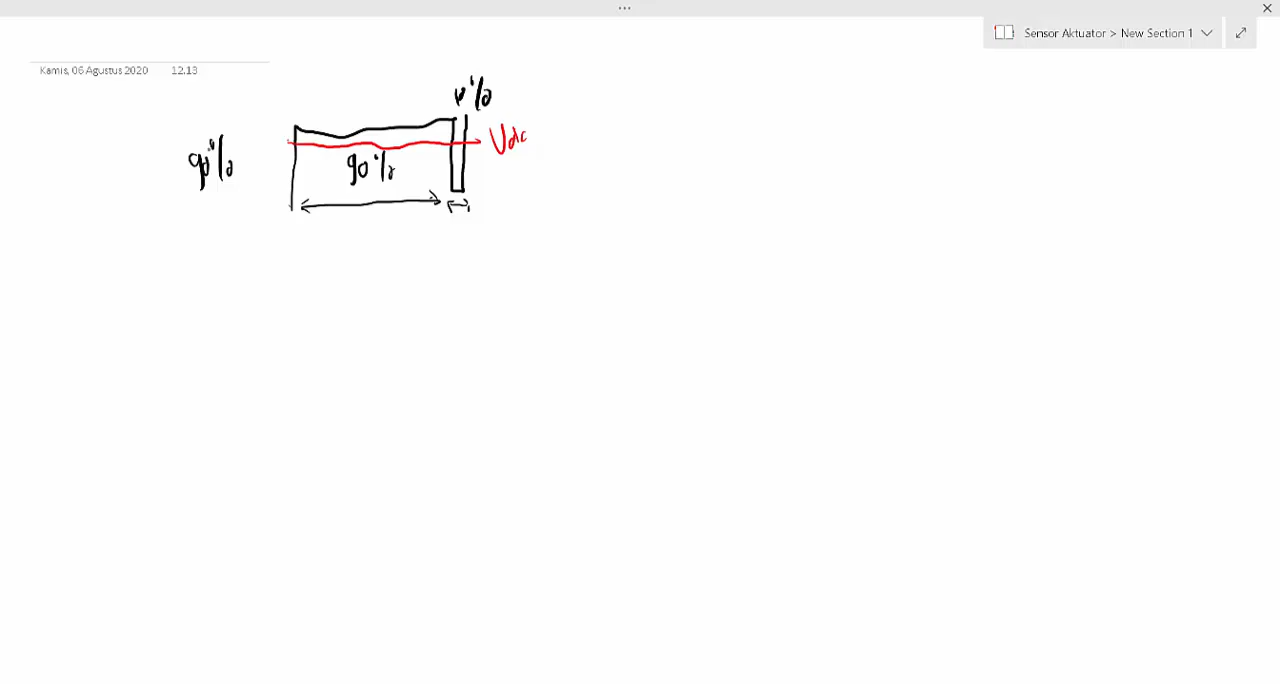 Sensor Aktuator > New Section 1
Kamis, 06 Agustus 2020 12.13
10%
90%
90%
Vdc